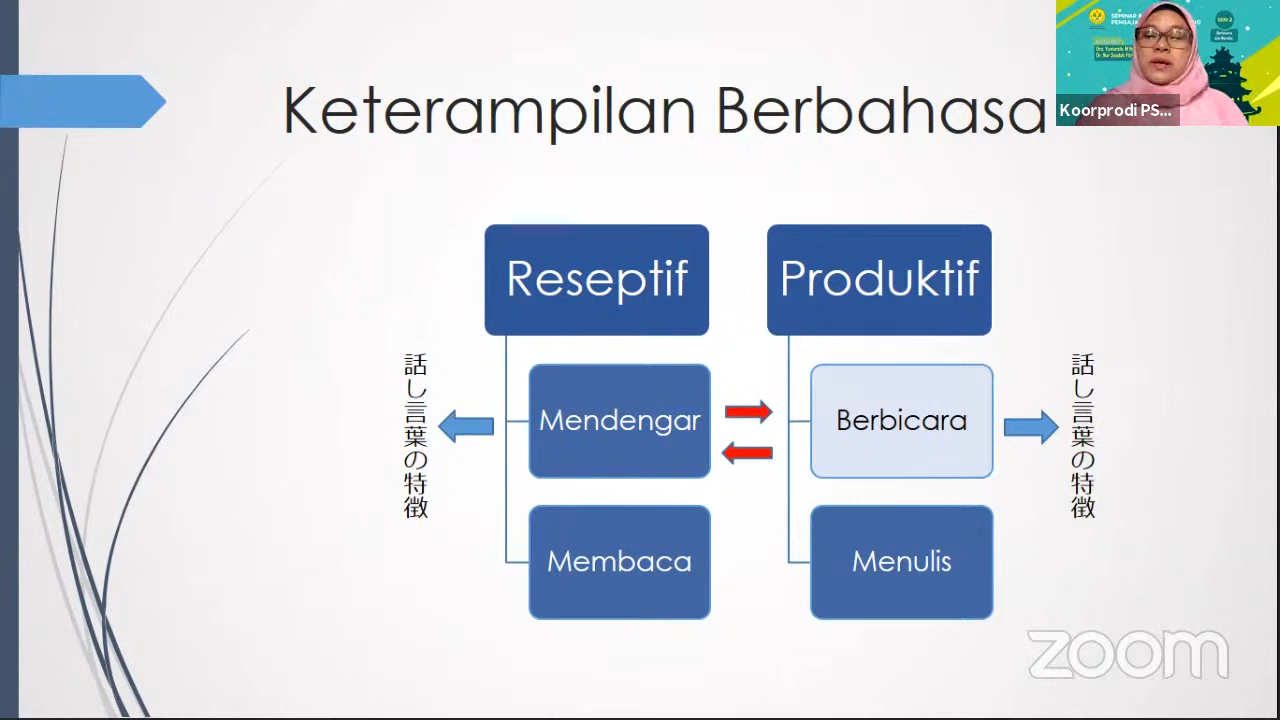 Keterampilan Berbahasa
Koorprodi PS...
Reseptif
Produktif
話し言葉の特徴
Mendengar
Berbicara
話し言葉の特徴
Membaca
Menulis
zoom